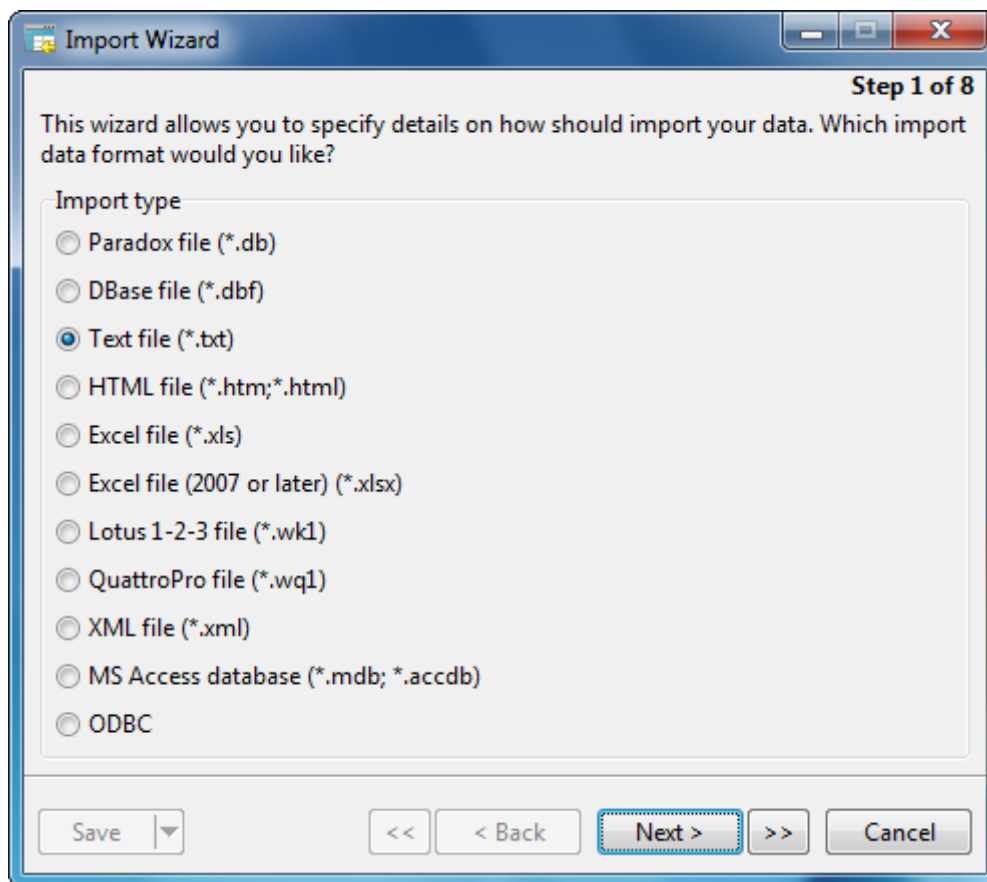 Import Wizard
Step 1 of 8
This wizard allows you to specify details on how should import your data. Which import
data format would you like?
Import type
Paradox file (*.db)
DBase file (*.dbf)
Text file (*.txt)
HTML file (*.htm;*.html)
Excel file (*.xls)
Excel file (2007 or later) (*.xlsx)
Lotus 1-2-3 file (*.wk1)
QuattroPro file (*.wq1)
XML file (*.xml)
MS Access database (*.mdb; *.accdb)
ODBC
Save << < Back Next > >> Cancel